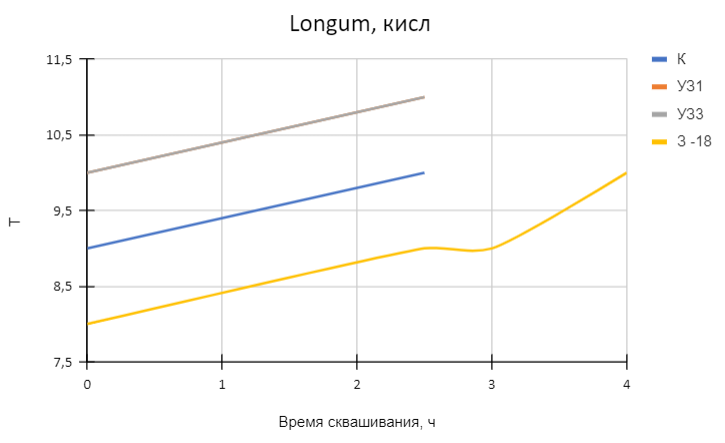 Longum, кисл
11,5
10,5
9,5
8,5
7,5
T
0
1
2
3
4
Время сквашивания, ч
К
УЗ1
УЗ3
З -18